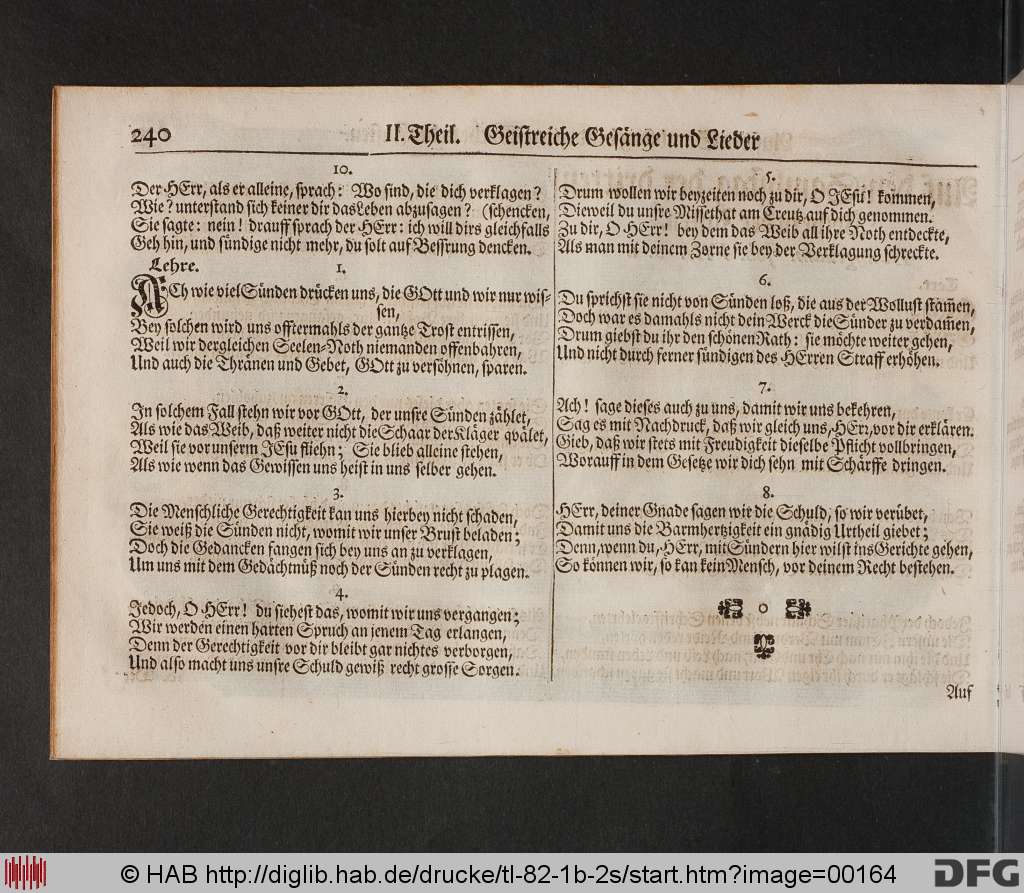 240 II. Theil. Geistreiche Gesänge und Lieder
10.
Der HErr, als er alleine, sprach: Wo sind, die dich verklagen?
Wie? unterstand sich keiner dir das Leben abzusagen? (schencken,
Sie sagte: nein! drauff sprach der HErr: ich will dirs gleichfalls
Geh hin, und sündige nicht mehr, du solt auf Bessrung dencken.
Lehre. 1.
ACh wie viel Sünden drücken uns, die GOtt und wir nur wis-
sen,
Bey solchen wird uns offtermahls der gantze Trost entrissen,
Weil wir dergleichen Seelen-Noth niemanden offenbahren,
Und auch die Thränen und Gebet, GOtt zu versöhnen, sparen.
2.
In solchem Fall stehn wir vor GOtt, der unsre Sünden zählet,
Als wie das Weib, daß weiter nicht die Schaar der Kläger qvälet,
Weil sie vor unserm JEsu fliehn; Sie blieb alleine stehen,
Als wie wenn das Gewissen uns heist in uns selber gehen.
3.
Die Menschliche Gerechtigkeit kan uns hierbey nicht schaden,
Sie weiß die Sünden nicht, womit wir unser Brust beladen;
Doch die Gedancken fangen sich bey uns an zu verklagen,
Um uns mit dem Gedächtnüß noch der Sünden recht zu plagen.
4.
Jedoch, O HErr! du siehest das, womit wir uns vergangen;
Wir werden einen harten Spruch an jenem Tag erlangen,
Denn der Gerechtigkeit vor dir bleibt gar nichtes verborgen,
Und also macht uns unsre Schuld gewiß recht grosse Sorgen.
5.
Drum wollen wir beyzeiten noch zu dir, O JEsu! kommen,
Dieweil du unsre Missethat am Creutz auf dich genommen.
Zu dir, O HErr! bey dem das Weib all ihre Noth entdeckte,
Als man mit deinem Zorne sie bey der Verklagung schreckte.
6.
Du sprichst sie nicht von Sünden loß, die aus der Wollust stam̃en,
Doch war es damahls nicht dein Werck die Sünder zu verdam̃en,
Drum giebst du ihr den schönen Rath: sie möchte weiter gehen,
Und nicht durch ferner sündigen des HErren Straff erhöhen.
7.
Ach! sage dieses auch zu uns, damit wir uns bekehren,
Sag es mit Nachdruck, daß wir gleich uns, HErꝛ, vor dir erklären.
Gieb, daß wir stets mit Freudigkeit dieselbe Pflicht vollbringen,
Worauff in dem Gesetze wir dich sehn mit Schärffe dringen.
8.
HErr, deiner Gnade sagen wir die Schuld, so wir verübet,
Damit uns die Barmhertzigkeit ein gnädig Urtheil giebet;
Denn, wenn du, HErr, mit Sündern hier wilst ins Gerichte gehen,
So können wir, so kan kein Mensch, vor deinem Recht bestehen.
Auf
© HAB http://diglib.hab.de/drucke/tl-82-1b-2s/start.htm?image=00164
DFG